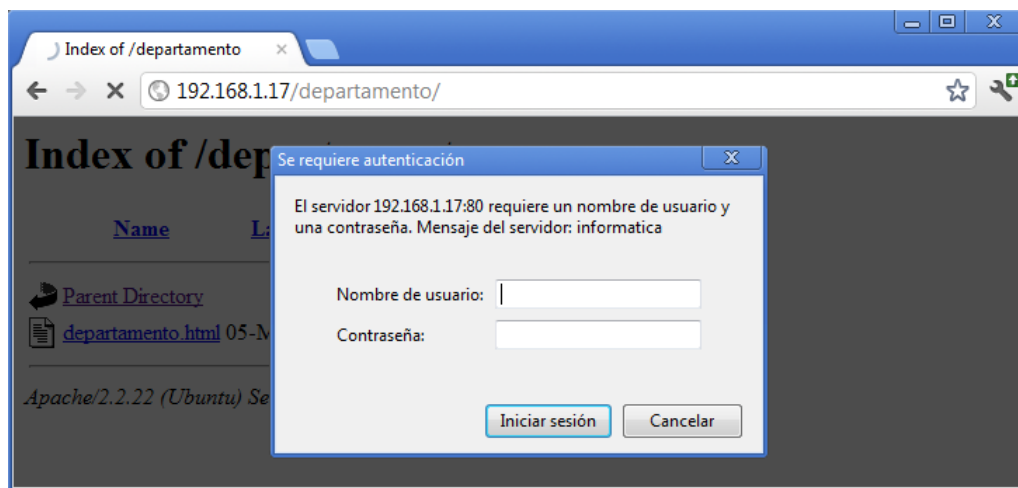 Index of /departamento
192.168.1.17/departamento/
Index of /dep
Se requiere autenticación
El servidor 192.168.1.17:80 requiere un nombre de usuario y
una contraseña. Mensaje del servidor: informatica
Name
Nombre de usuario:
Parent Directory
departamento.html 05-M
Contraseña:
Apache/2.2.22 (Ubuntu) Se
Iniciar sesión Cancelar